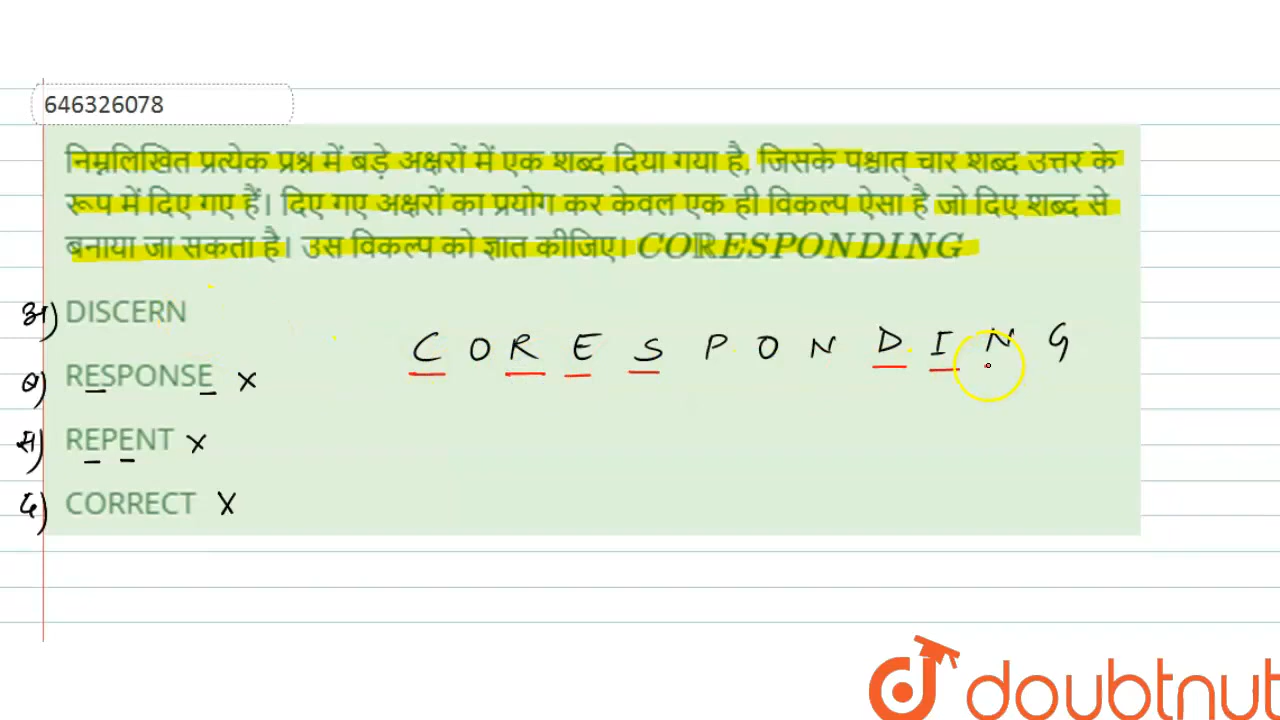 646326078
निम्नलिखित प्रत्येक प्रश्न में बड़े अक्षरों में एक शब्द दिया गया है, जिसके पश्चात् चार शब्द उत्तर के
रूप में दिए गए हैं। दिए गए अक्षरों का प्रयोग कर केवल एक ही विकल्प ऐसा है जो दिए शब्द से
बनाया जा सकता है। उस विकल्प को ज्ञात कीजिए। CORESPONDING
अ) DISCERN
C O R E S P O N D I N G
ब) RESPONSE X
स) REPENT X
द) CORRECT X
doubtnut